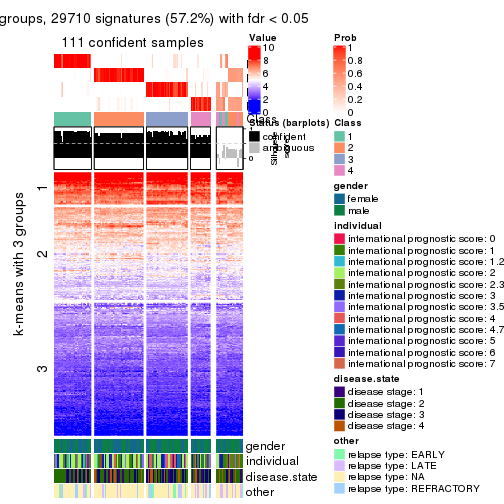 groups, 29710 signatures (57.2%) with fdr < 0.05
111 confident samples
k-means with 3 groups
1
2
3
Value
10
8
6
4
2
0
Prob
1
0.8
0.6
0.4
0.2
0
Class
Status (barplots)
confident
ambiguous
Silhouette
score
1
0
Class
1
2
3
4
gender
female
male
individual
international prognostic score: 0
international prognostic score: 1
international prognostic score: 1.2
international prognostic score: 2
international prognostic score: 2.3
international prognostic score: 3
international prognostic score: 3.5
international prognostic score: 4
international prognostic score: 4.7
international prognostic score: 5
international prognostic score: 6
international prognostic score: 7
disease.state
disease stage: 1
disease stage: 2
disease stage: 3
disease stage: 4
other
relapse type: EARLY
relapse type: LATE
relapse type: NA
relapse type: REFRACTORY
gender
individual
disease.state
other